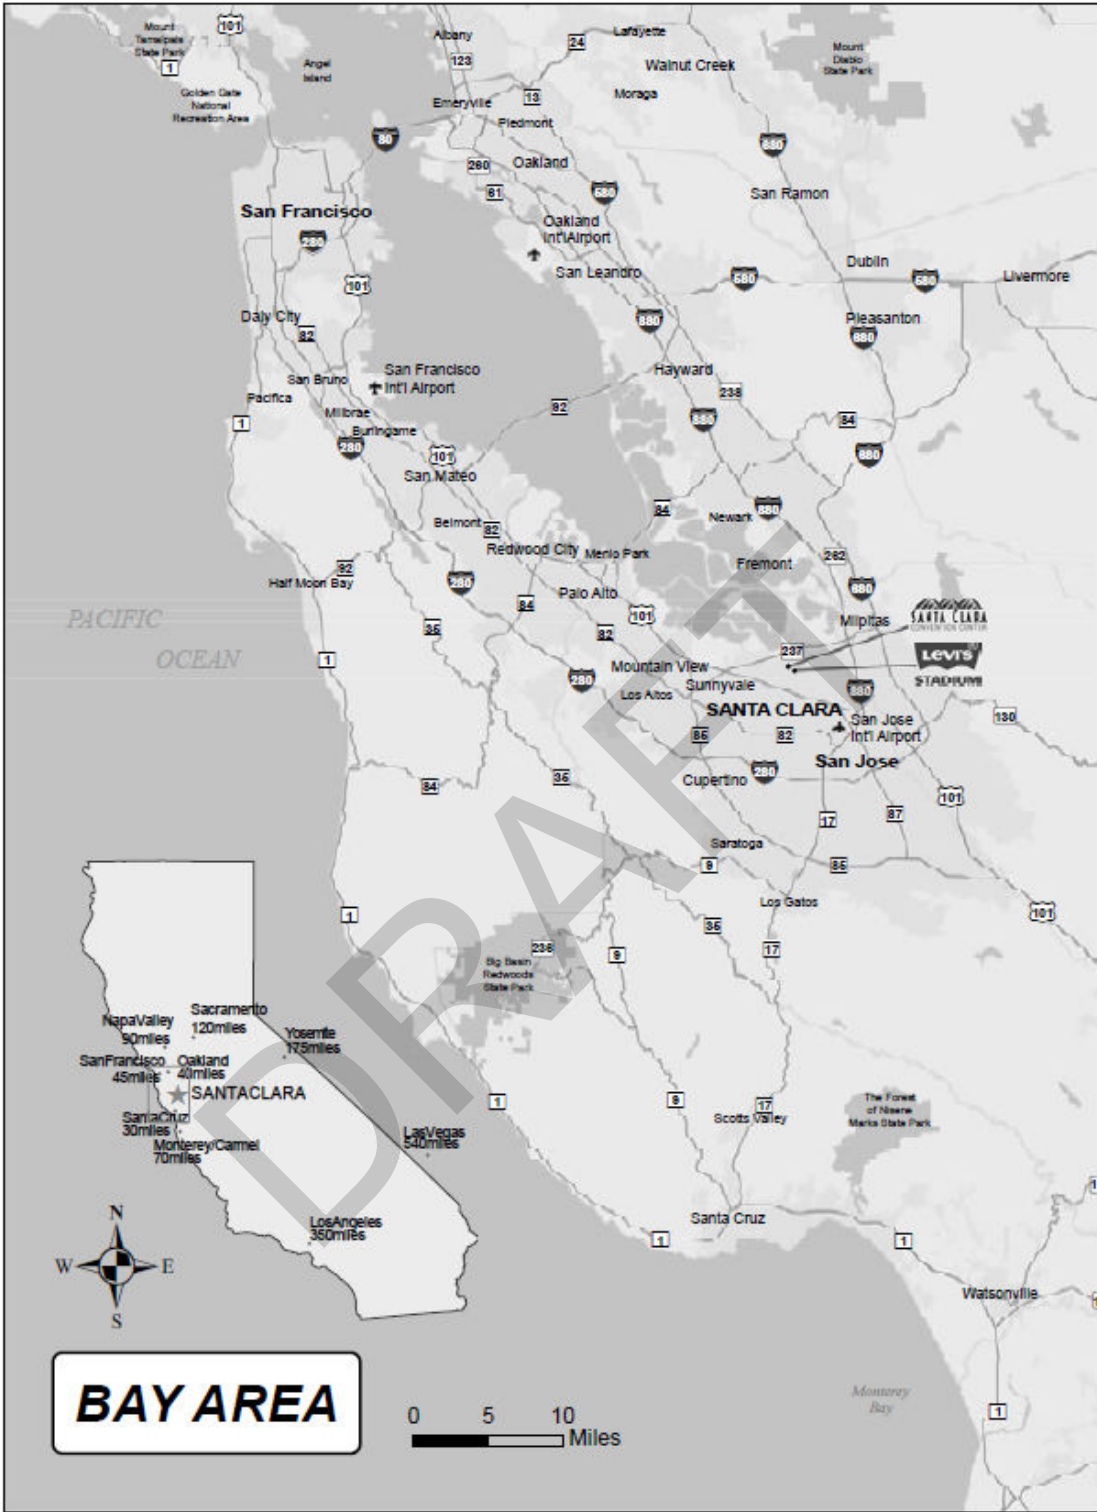 Mount
Tamalpais
State Park
101
1
Angel
Island
Golden Gate
National
Recreation Area
Albany
123
24
Lafayette
Walnut Creek
Mount
Diablo
State Park
Emeryville
13
Moraga
Piedmont
80
260
Oakland
680
61
580
San Ramon
San Francisco
280
Oakland
Int'lAirport
San Leandro
Dublin
580
580
Livermore
101
Daly City
82
880
Pleasanton
680
San Bruno
San Francisco
Int'l Airport
Hayward
238
Pacifica
92
Millbrae
Burlingame
1
280
880
84
101
680
San Mateo
84
Newark
880
Belmont
82
Redwood City
Menlo Park
Fremont
262
92
Half Moon Bay
280
Palo Alto
680
84
101
SANTA CLARA
CONVENTION CENTER
PACIFIC
OCEAN
35
82
Milpitas
237
LEVI'S
STADIUM
1
Mountain View
280
Los Altos
Sunnyvale
880
SANTA CLARA
San Jose
Int'l Airport
130
85
82
San Jose
84
35
Cupertino
280
101
17
87
Saratoga
9
85
Los Gatos
101
1
35
236
9
17
Big Basin
Redwoods
State Park
DRAFT
NapaValley
90miles
Sacramento
120miles
Yosemite
175miles
SanFrancisco
45miles
Oakland
40miles
SANTACLARA
SantaCruz
30miles
Monterey/Carmel
70miles
LasVegas
540miles
LosAngeles
350miles
1
9
17
Scotts Valley
The Forest
of Nisene
Marks State Park
Santa Cruz
1
1
Watsonville
N
W
E
S
Monterey
Bay
1
BAY AREA
0 5 10
Miles